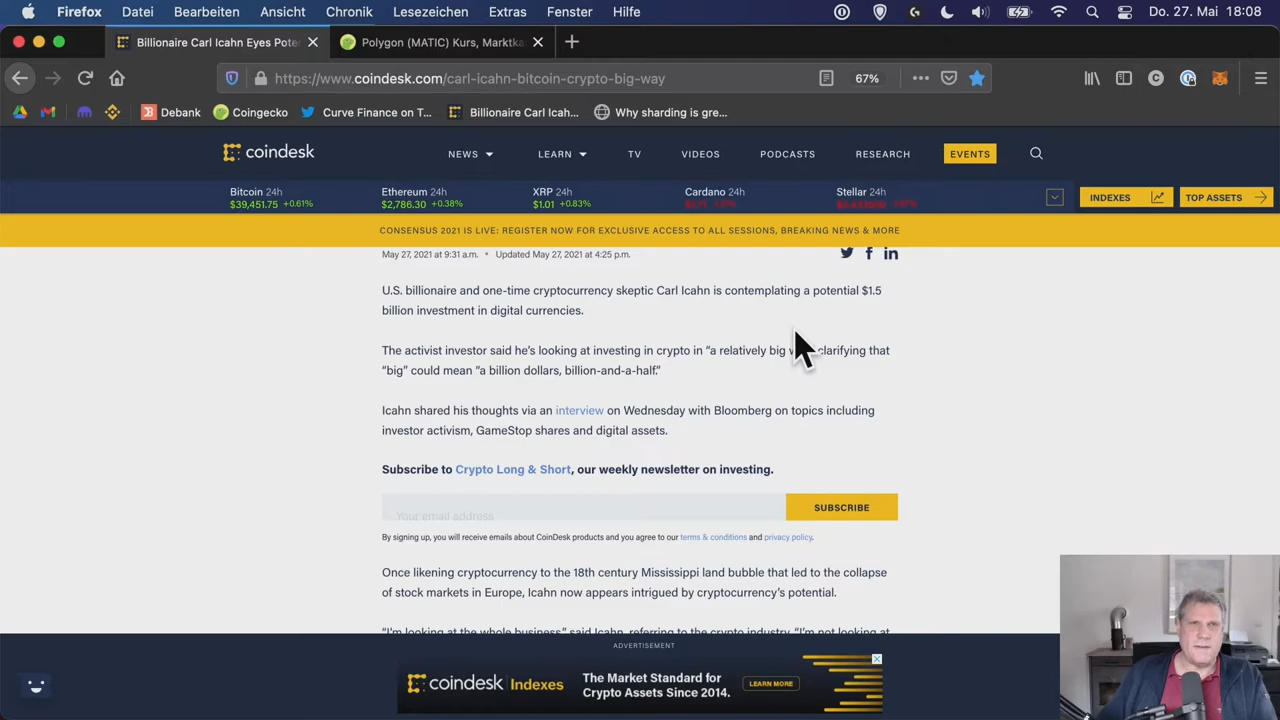 Firefox Datei Bearbeiten Ansicht Chronik Lesezeichen Extras Fenster Hilfe Do. 27. Mai 18:08
Billionaire Carl Icahn Eyes Pote Polygon (MATIC) Kurs, Marktka
https://www.coindesk.com/carl-icahn-bitcoin-crypto-big-way 67%
Debank Coingecko Curve Finance on T... Billionaire Carl Icah... Why sharding is gre...
coindesk NEWS LEARN TV VIDEOS PODCASTS RESEARCH EVENTS
Bitcoin 24h Ethereum 24h XRP 24h Cardano 24h Stellar 24h
$39,451.75 +0.61% $2,786.30 +0.38% $1.01 +0.83%
INDEXES TOP ASSETS
CONSENSUS 2021 IS LIVE: REGISTER NOW FOR EXCLUSIVE ACCESS TO ALL SESSIONS, BREAKING NEWS & MORE
May 27, 2021 at 9:31 a.m. • Updated May 27, 2021 at 4:25 p.m.
U.S. billionaire and one-time cryptocurrency skeptic Carl Icahn is contemplating a potential $1.5
billion investment in digital currencies.
The activist investor said he's looking at investing in crypto in “a relatively big clarifying that
“big” could mean “a billion dollars, billion-and-a-half.”
Icahn shared his thoughts via an interview on Wednesday with Bloomberg on topics including
investor activism, GameStop shares and digital assets.
Subscribe to Crypto Long & Short, our weekly newsletter on investing.
Your email address
SUBSCRIBE
By signing up, you will receive emails about CoinDesk products and you agree to our terms & conditions and privacy policy.
Once likening cryptocurrency to the 18th century Mississippi land bubble that led to the collapse
of stock markets in Europe, Icahn now appears intrigued by cryptocurrency's potential.
“I'm looking at the whole business,” said Icahn, referring to the crypto industry. “I'm not looking at
ADVERTISEMENT
coindesk Indexes
The Market Standard for
Crypto Assets Since 2014.
LEARN MORE